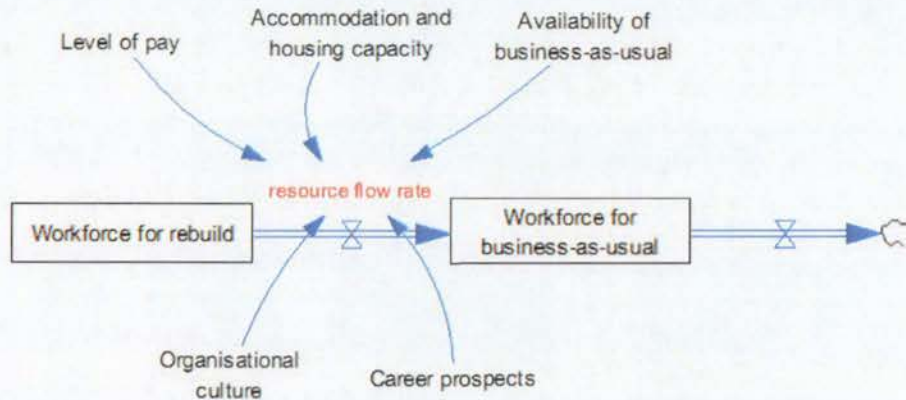 Level of pay
Accommodation and
housing capacity
Availability of
business-as-usual
resource flow rate
Workforce for rebuild
Workforce for
business-as-usual
Organisational
culture
Career prospects